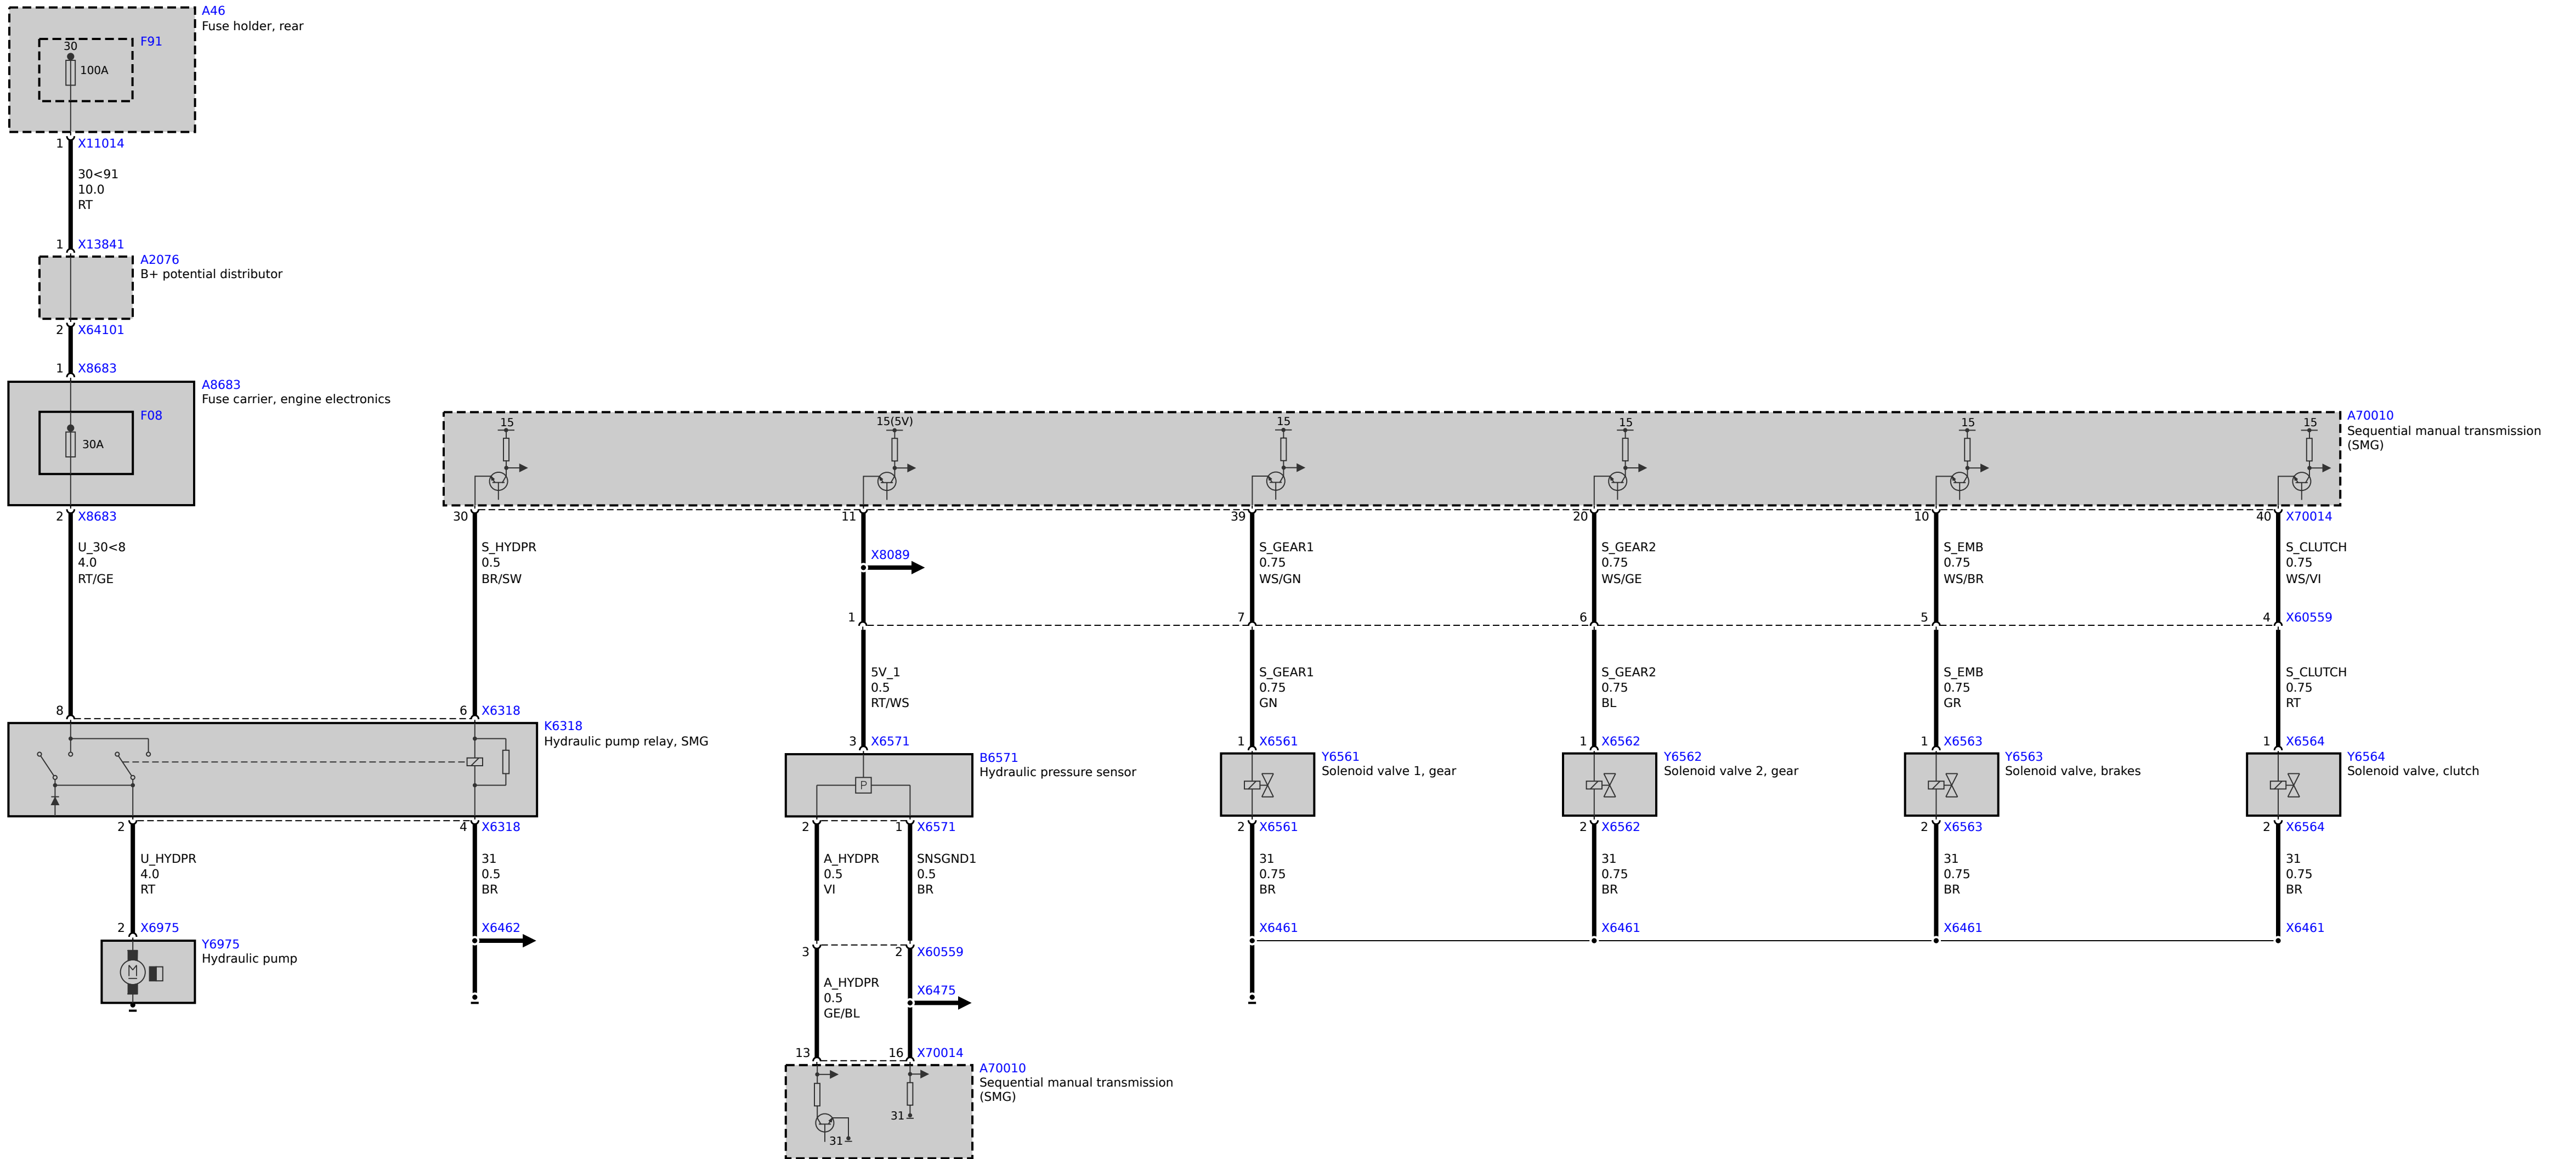 A46
Fuse holder, rear
30
F91
100A
1 X11014
30<91
10.0
RT
1 X13841
A2076
B+ potential distributor
2 X64101
1 X8683
A8683
Fuse carrier, engine electronics
F08
30A
2 X8683
U_30<8
4.0
RT/GE
15
15(5V)
15
15
15
15
A70010
Sequential manual transmission
(SMG)
30
11
39
20
10
40 X70014
S_HYDPR
0.5
BR/SW
X8089
S_GEAR1
0.75
WS/GN
S_GEAR2
0.75
WS/GE
S_EMB
0.75
WS/BR
S_CLUTCH
0.75
WS/VI
1
7
6
5
4 X60559
5V_1
0.5
RT/WS
S_GEAR1
0.75
GN
S_GEAR2
0.75
BL
S_EMB
0.75
GR
S_CLUTCH
0.75
RT
8
6 X6318
K6318
Hydraulic pump relay, SMG
3 X6571
B6571
Hydraulic pressure sensor
P
1 X6561
Y6561
Solenoid valve 1, gear
1 X6562
Y6562
Solenoid valve 2, gear
1 X6563
Y6563
Solenoid valve, brakes
1 X6564
Y6564
Solenoid valve, clutch
2
4 X6318
2
1 X6571
2 X6561
2 X6562
2 X6563
2 X6564
U_HYDPR
4.0
RT
31
0.5
BR
A_HYDPR
0.5
VI
SNSGND1
0.5
BR
31
0.75
BR
31
0.75
BR
31
0.75
BR
31
0.75
BR
2 X6975
Y6975
Hydraulic pump
M
X6462
X6461
X6461
X6461
X6461
3
2 X60559
A_HYDPR
0.5
GE/BL
X6475
13
16 X70014
A70010
Sequential manual transmission
(SMG)
31
31